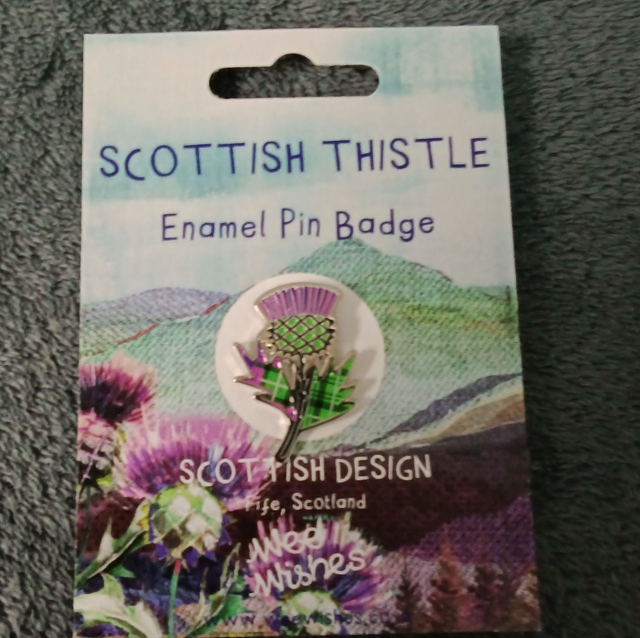 SCOTTISH THISTLE
Enamel Pin Badge
SCOTTISH DESIGN
Fife, Scotland
Wee
Wishes